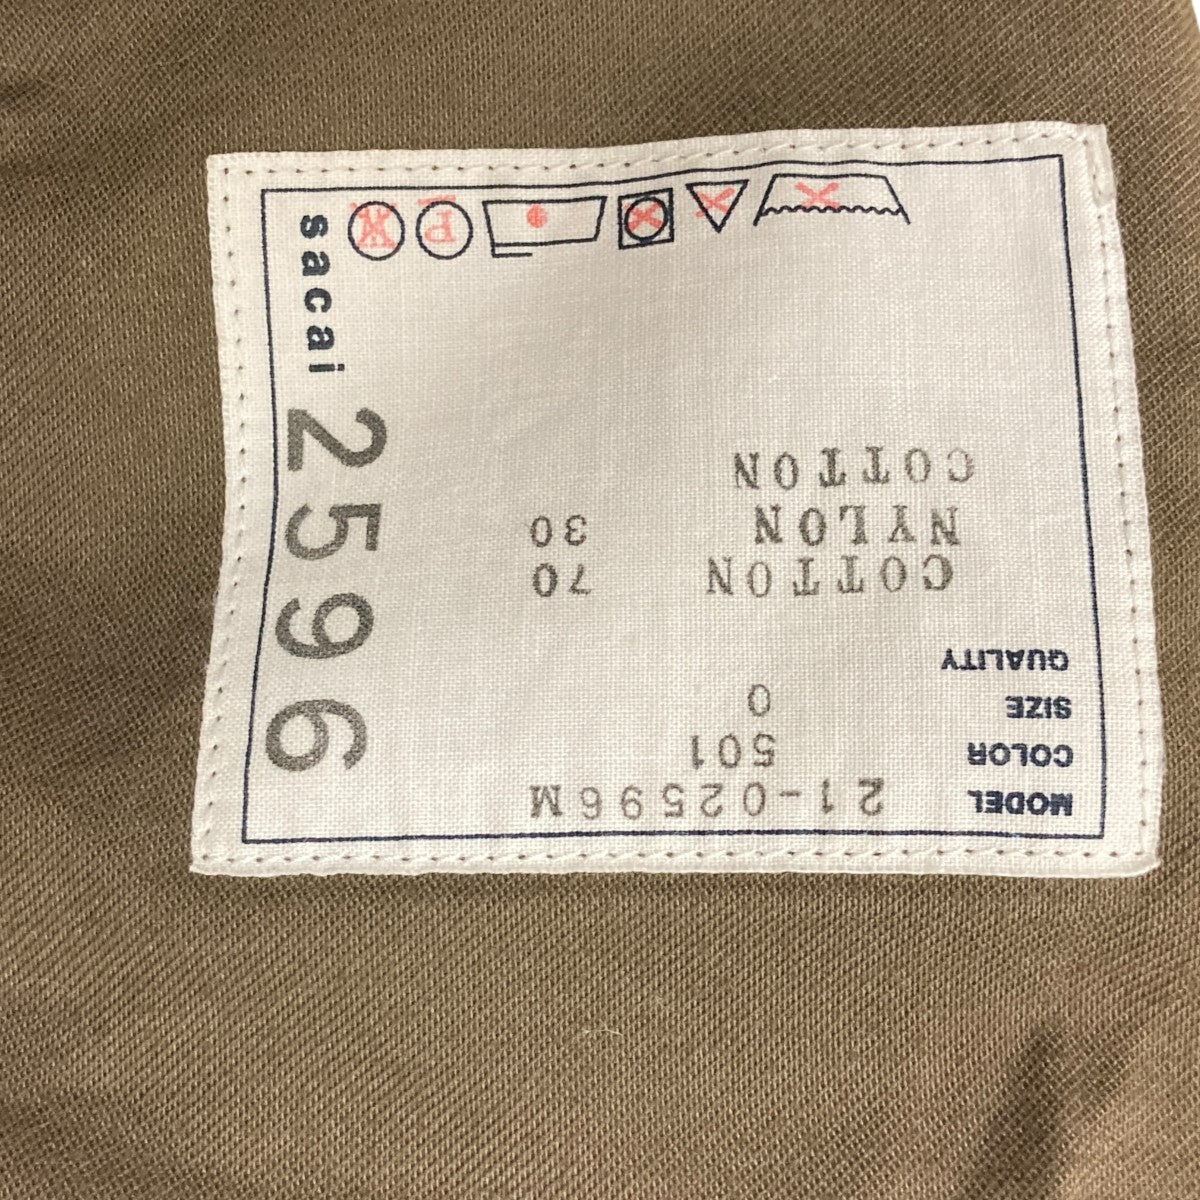 MODEL 21-02596M
COLOR 501
SIZE 0
QUALITY
COTTON 70
NYLON 30
COTTON
sacai 2596
P
W